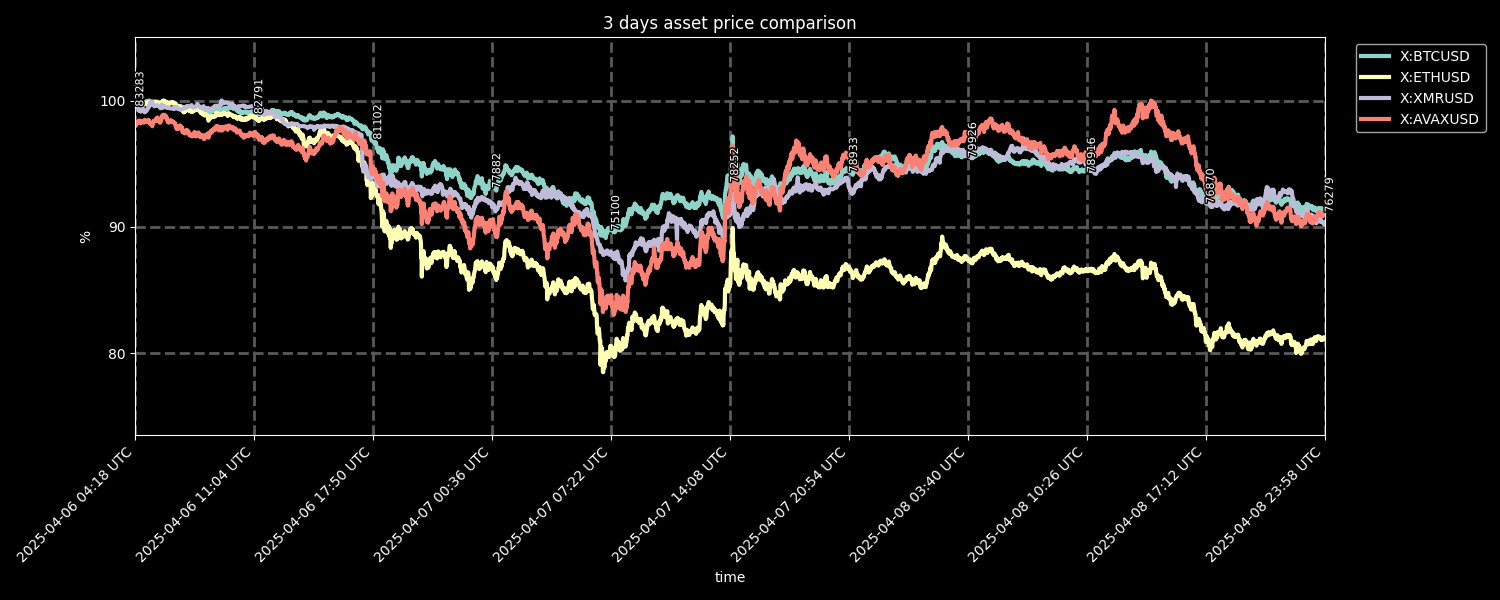 3 days asset price comparison
X:BTCUSD
X:ETHUSD
X:XMRUSD
X:AVAXUSD
%
100
90
80
83283
82791
81102
77882
75100
78252
78933
79926
78916
76870
76279
2025-04-06 04:18 UTC
2025-04-06 11:04 UTC
2025-04-06 17:50 UTC
2025-04-07 00:36 UTC
2025-04-07 07:22 UTC
2025-04-07 14:08 UTC
2025-04-07 20:54 UTC
2025-04-08 03:40 UTC
2025-04-08 10:26 UTC
2025-04-08 17:12 UTC
2025-04-08 23:58 UTC
time